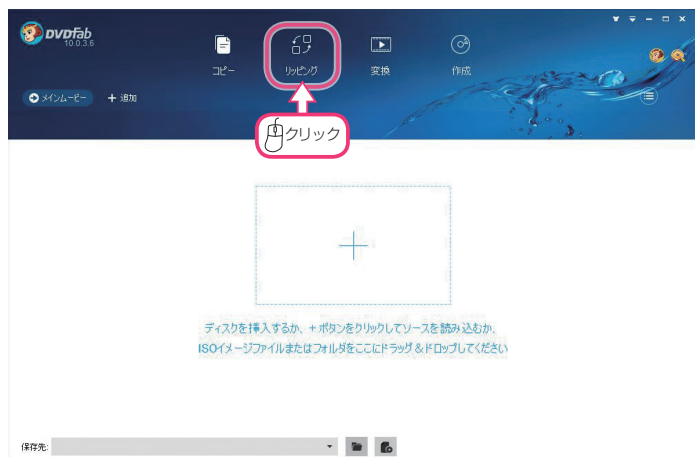 DVDFab
10.0.3.6
コピー
リッピング
変換
作成
メインムービー
+ 追加
クリック
ディスクを挿入するか、+ボタンをクリックしてソースを読み込むか、
ISOイメージファイルまたはフォルダをここにドラッグ&ドロップしてください
保存先: